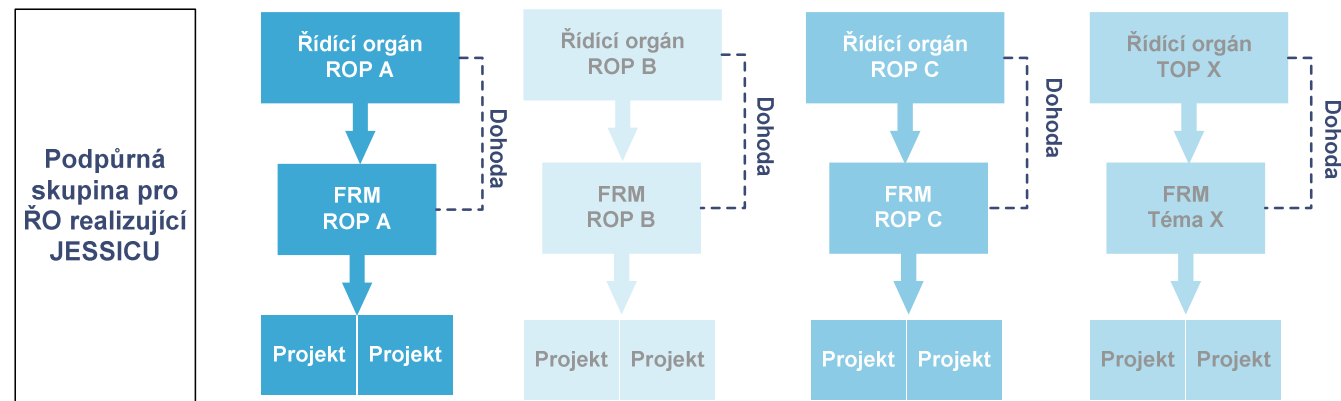 Podpůrná
skupina pro
ŘO realizující
JESSICU
Řídící orgán
ROP A
Dohoda
FRM
ROP A
Projekt
Projekt
Řídící orgán
ROP B
Dohoda
FRM
ROP B
Projekt
Projekt
Řídící orgán
ROP C
Dohoda
FRM
ROP C
Projekt
Projekt
Řídící orgán
TOP X
Dohoda
FRM
Téma X
Projekt
Projekt